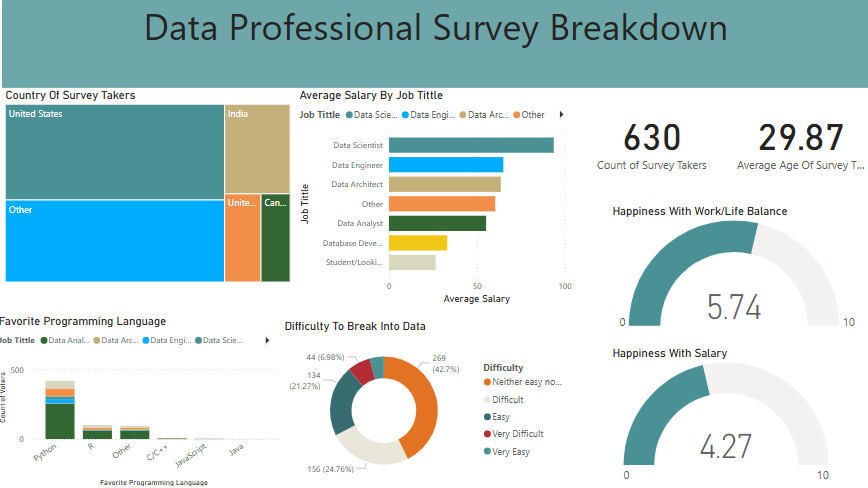 Data Professional Survey Breakdown
Country Of Survey Takers
United States
India
Other
Unite...
Can...
Average Salary By Job Tittle
Job Tittle Data Scie... Data Engi... Data Arc... Other
Job Tittle
Data Scientist
Data Engineer
Data Architect
Other
Data Analyst
Database Deve...
Student/Looki...
0 50 100
Average Salary
630
Count of Survey Takers
29.87
Average Age Of Survey T...
Happiness With Work/Life Balance
5.74
0 10
Happiness With Salary
4.27
0 10
Favorite Programming Language
Job Tittle Data Anal... Data Arc... Data Engi... Data Scie...
Count of Voters
500
0
Python R Other C/C++ JavaScript Java
Favorite Programming Language
Difficulty To Break Into Data
44 (6.98%)
269
(42.7%)
134
(21.27%)
156 (24.76%)
Difficulty
Neither easy no...
Difficult
Easy
Very Difficult
Very Easy